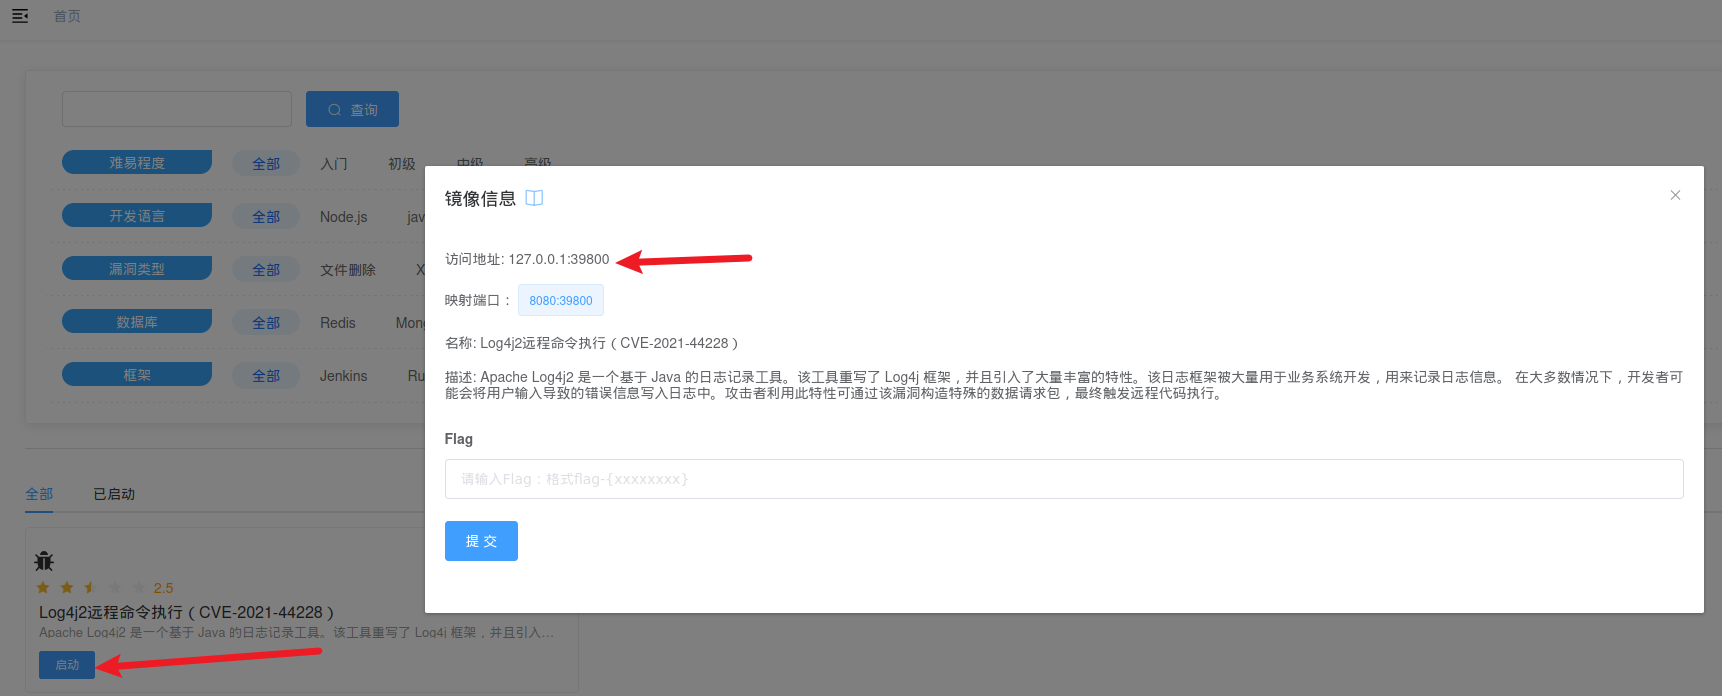 首页
查询
难易程度 全部 入门 初级 中级 高级
开发语言 全部 Node.js jav
漏洞类型 全部 文件删除 X
数据库 全部 Redis Mong
框架 全部 Jenkins Ru
镜像信息
访问地址: 127.0.0.1:39800
映射端口： 8080:39800
名称: Log4j2远程命令执行（CVE-2021-44228）
描述: Apache Log4j2 是一个基于 Java 的日志记录工具。该工具重写了 Log4j 框架，并且引入了大量丰富的特性。该日志框架被大量用于业务系统开发，用来记录日志信息。 在大多数情况下，开发者可
能会将用户输入导致的错误信息写入日志中。攻击者利用此特性可通过该漏洞构造特殊的数据请求包，最终触发远程代码执行。
Flag
请输入Flag：格式flag-{xxxxxxxx}
提 交
全部 已启动
2.5
Log4j2远程命令执行（CVE-2021-44228）
Apache Log4j2 是一个基于 Java 的日志记录工具。该工具重写了 Log4j 框架，并且引入…
启动